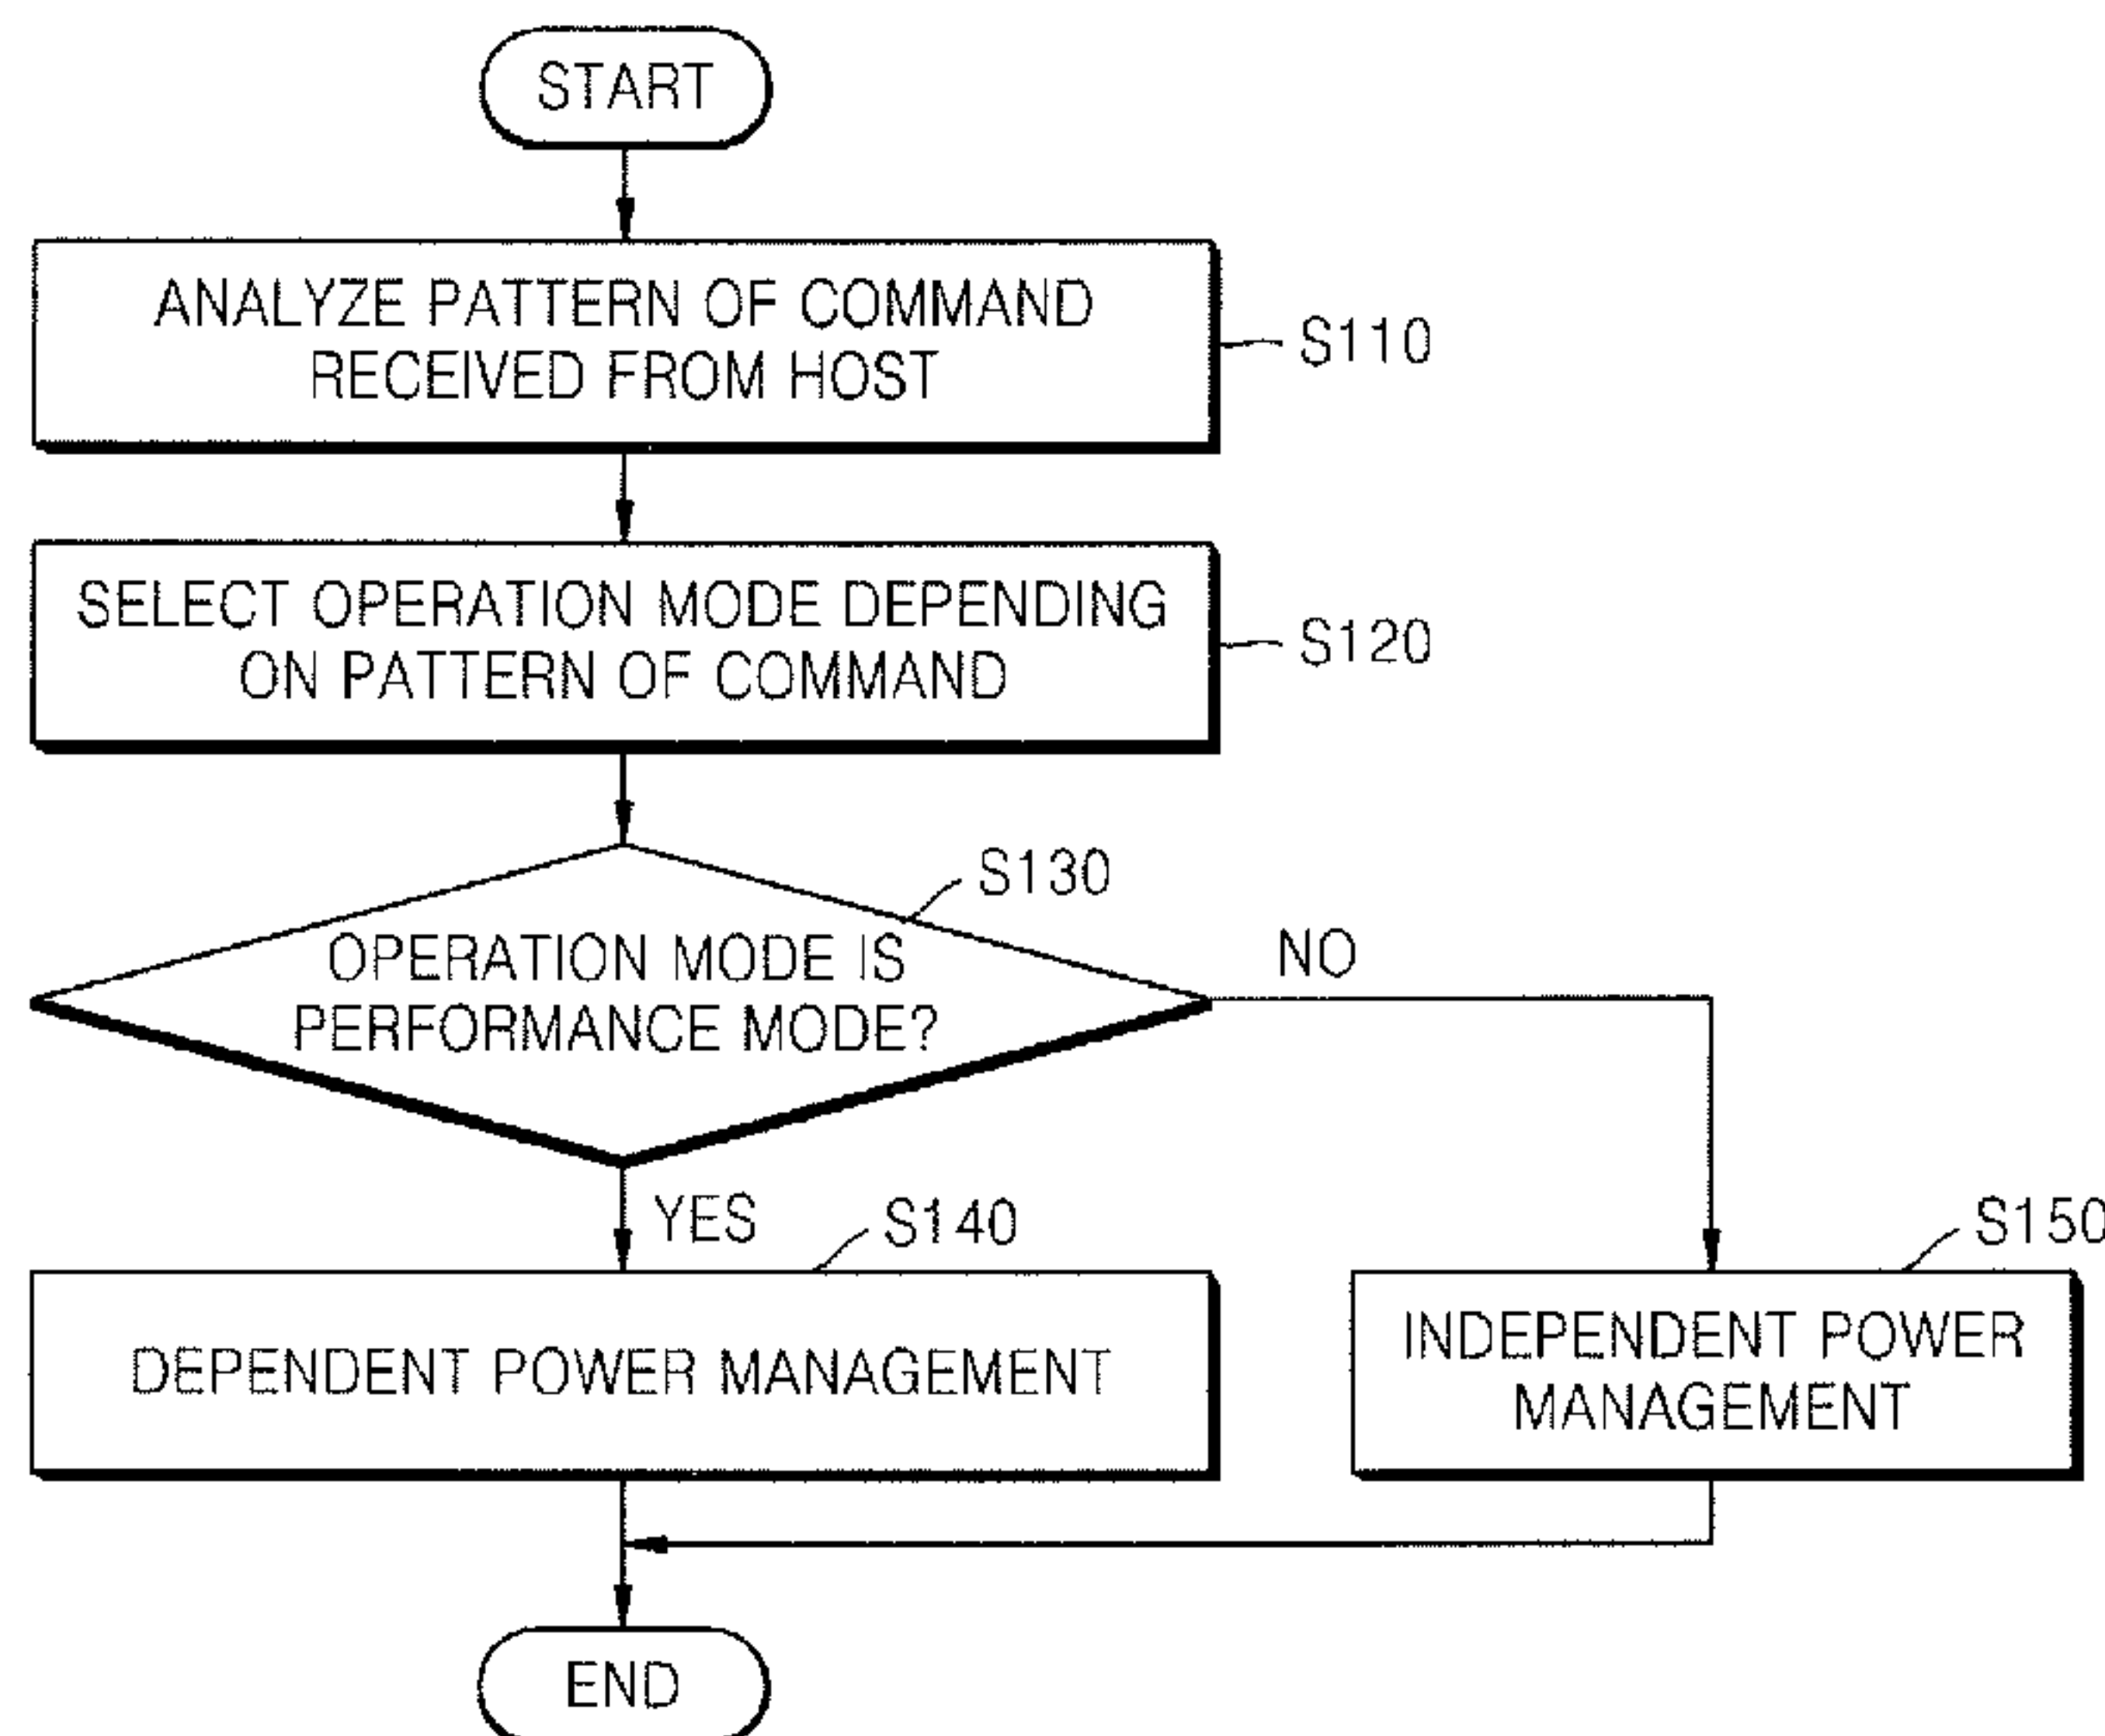 START
ANALYZE PATTERN OF COMMAND
RECEIVED FROM HOST
S110
SELECT OPERATION MODE DEPENDING
ON PATTERN OF COMMAND
S120
S130
OPERATION MODE IS
PERFORMANCE MODE?
NO
YES
S140
S150
DEPENDENT POWER MANAGEMENT
INDEPENDENT POWER
MANAGEMENT
END